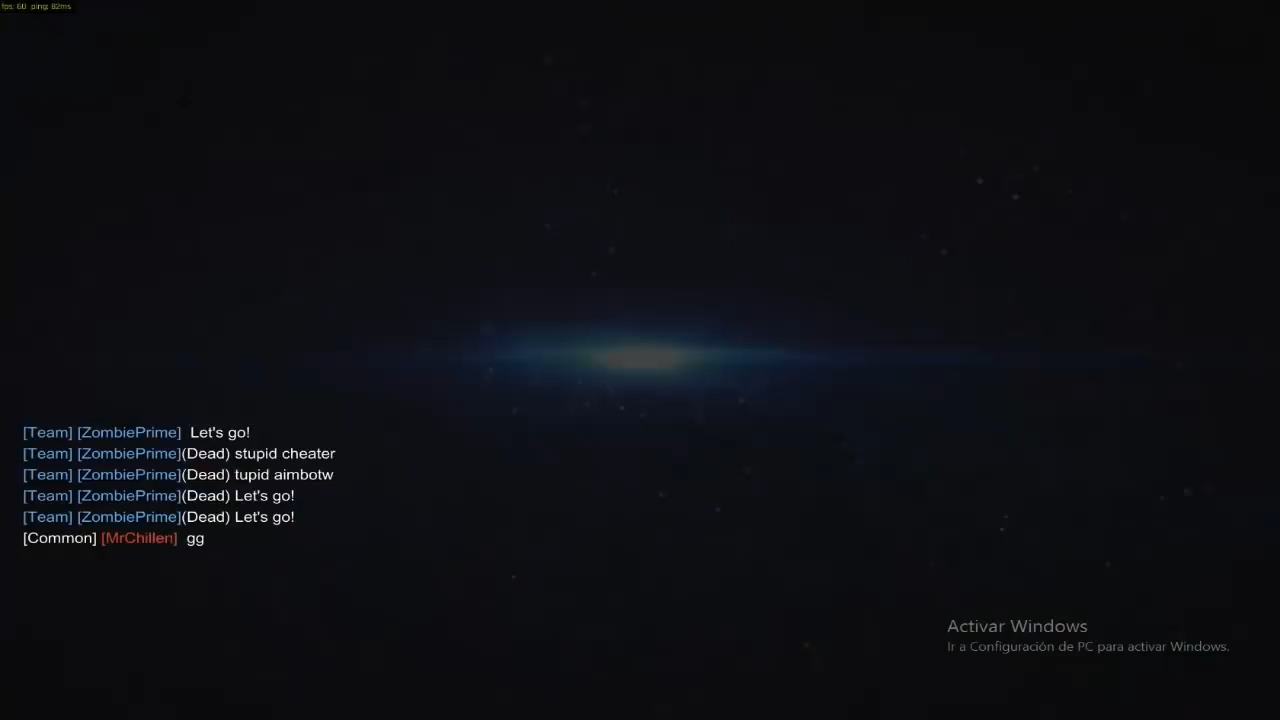 fps: 60 ping: 82ms
[Team] [ZombiePrime] Let's go!
[Team] [ZombiePrime](Dead) stupid cheater
[Team] [ZombiePrime](Dead) tupid aimbotw
[Team] [ZombiePrime](Dead) Let's go!
[Team] [ZombiePrime](Dead) Let's go!
[Common] [MrChillen] gg
Activar Windows
Ir a Configuración de PC para activar Windows.